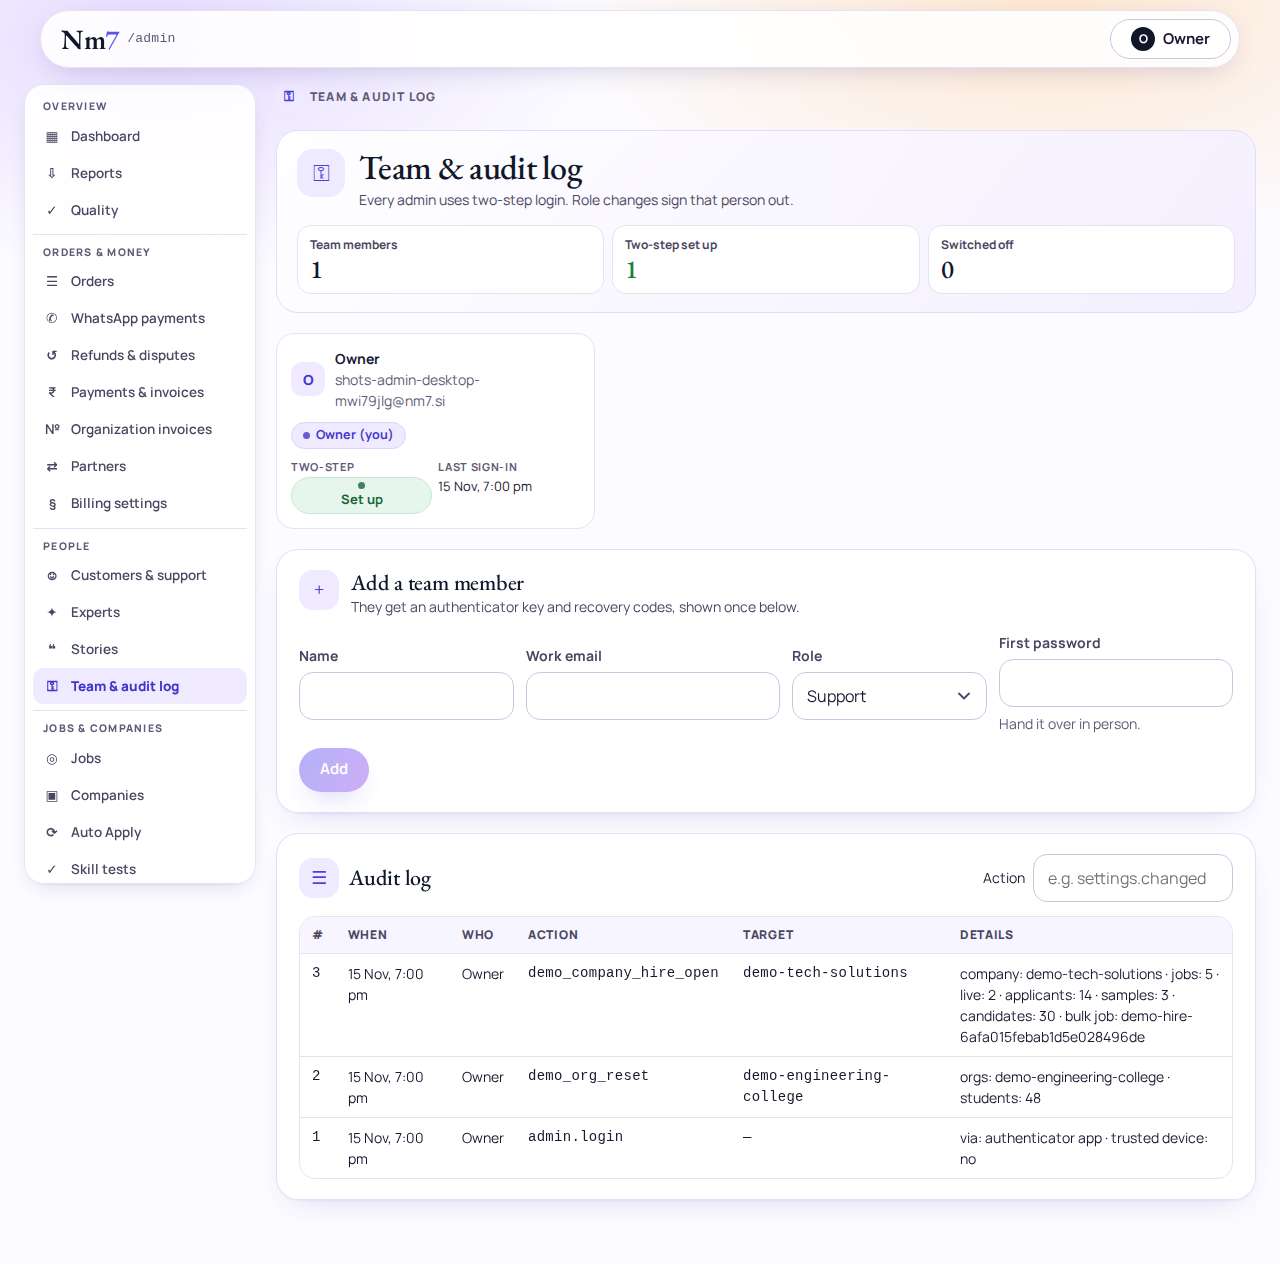 Nm7 /admin
O Owner
OVERVIEW
Dashboard
Reports
Quality
ORDERS & MONEY
Orders
WhatsApp payments
Refunds & disputes
₹ Payments & invoices
Nº Organization invoices
Partners
§ Billing settings
PEOPLE
Customers & support
Experts
❝ Stories
Team & audit log
JOBS & COMPANIES
Jobs
Companies
Auto Apply
Skill tests
TEAM & AUDIT LOG
Team & audit log
Every admin uses two-step login. Role changes sign that person out.
Team members
1
Two-step set up
1
Switched off
0
O
Owner
shots-admin-desktop-
mwi79jlg@nm7.si
Owner (you)
TWO-STEP
Set up
LAST SIGN-IN
15 Nov, 7:00 pm
+
Add a team member
They get an authenticator key and recovery codes, shown once below.
Name
Work email
Role
Support
First password
Hand it over in person.
Add
Audit log
Action
e.g. settings.changed
# WHEN WHO ACTION TARGET DETAILS
3 15 Nov, 7:00 Owner demo_company_hire_open demo-tech-solutions company: demo-tech-solutions · jobs: 5 ·
pm live: 2 · applicants: 14 · samples: 3 ·
candidates: 30 · bulk job: demo-hire-
6afa015febab1d5e028496de
2 15 Nov, 7:00 Owner demo_org_reset demo-engineering- orgs: demo-engineering-college ·
pm college students: 48
1 15 Nov, 7:00 Owner admin.login — via: authenticator app · trusted device:
pm no